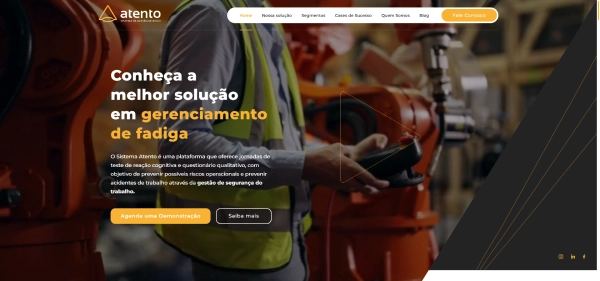 atento
Home Nossa solução Segmentos Cases de Sucesso Quem Somos Blog Fale Conosco
Conheça a
melhor solução
em gerenciamento
de fadiga
O Sistema Atento é uma plataforma que oferece jornadas de
teste de reação cognitiva e questionário qualitativo, com
objetivo de prevenir possíveis riscos operacionais e prevenir
acidentes de trabalho através da gestão de segurança do
trabalho.
Agende uma Demonstração Saiba mais